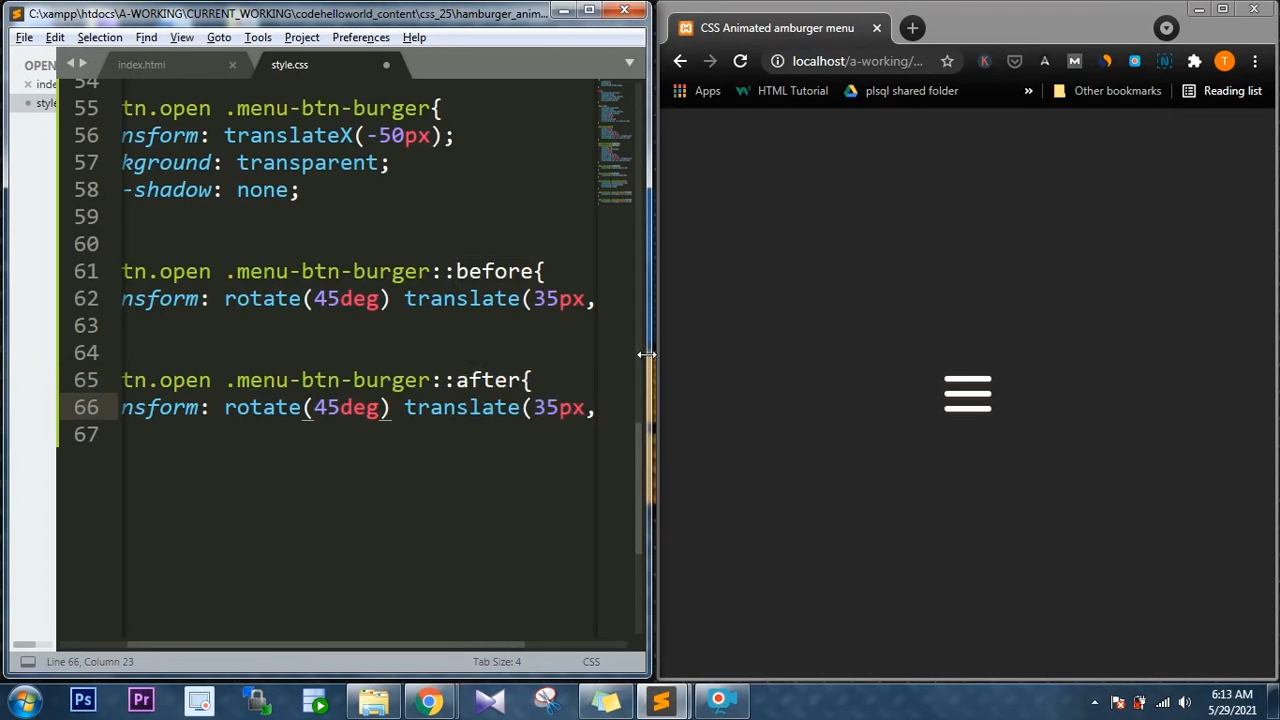 C:\xampp\htdocs\A-WORKING\CURRENT_WORKING\codehelloworld_content\css_25\hamburger_anim...
File Edit Selection Find View Goto Tools Project Preferences Help
OPEN
inde
style
index.html
style.css
54
55 tn.open .menu-btn-burger{
56 nsform: translateX(-50px);
57 kground: transparent;
58 -shadow: none;
59
60
61 tn.open .menu-btn-burger::before{
62 nsform: rotate(45deg) translate(35px,
63
64
65 tn.open .menu-btn-burger::after{
66 nsform: rotate(45deg) translate(35px,
67
Line 66, Column 23
Tab Size: 4
CSS
CSS Animated amburger menu
localhost/a-working/...
K
A
M
N
T
Apps
HTML Tutorial
plsql shared folder
»
Other bookmarks
Reading list
Ps
Pr
6:13 AM
5/29/2021